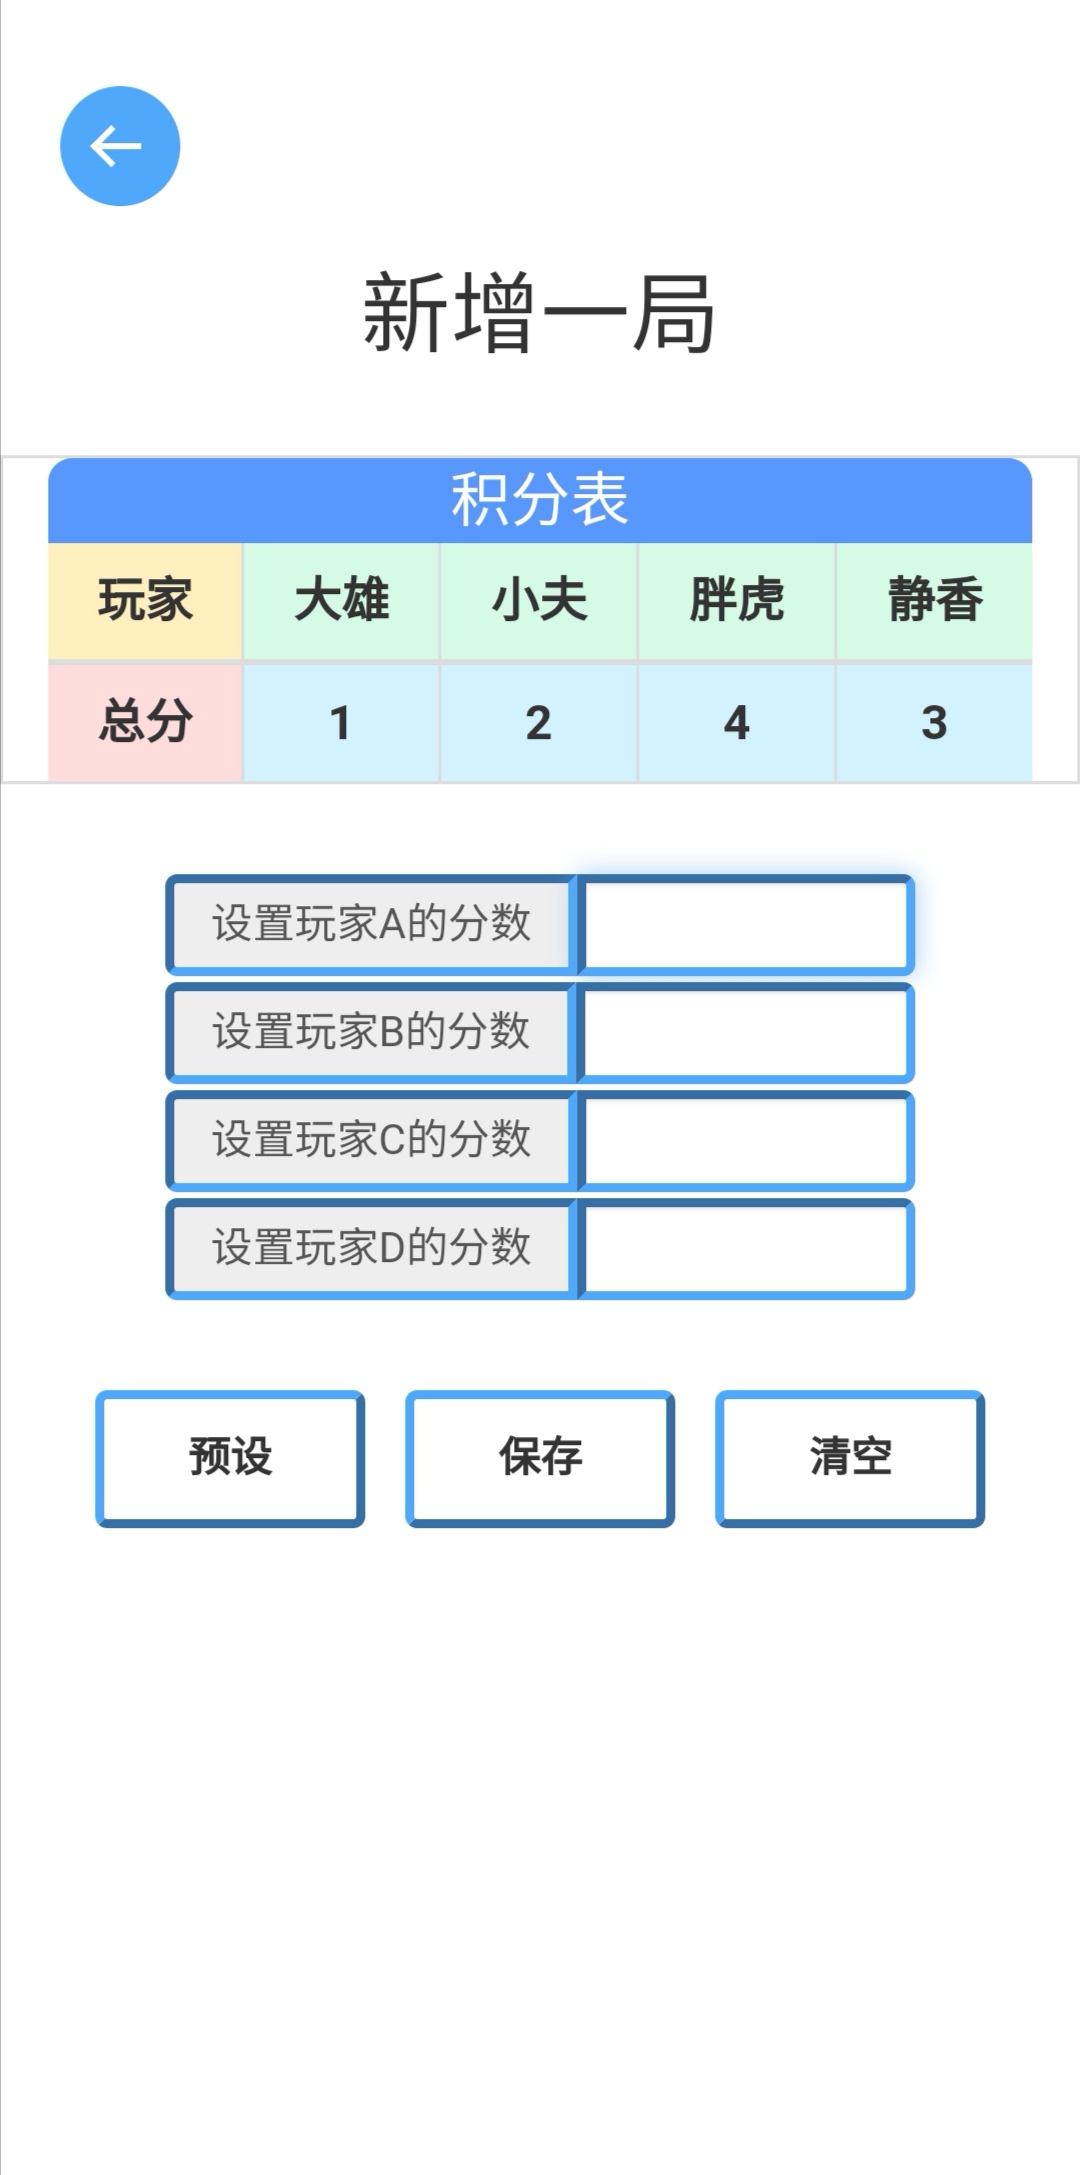 新增一局
积分表
玩家 大雄 小夫 胖虎 静香
总分 1 2 4 3
设置玩家A的分数
设置玩家B的分数
设置玩家C的分数
设置玩家D的分数
预设 保存 清空